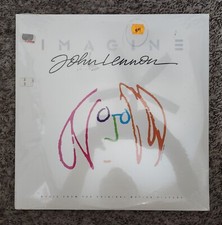 IMAGINE
John Lennon
MUSIC FROM THE ORIGINAL MOTION PICTURE